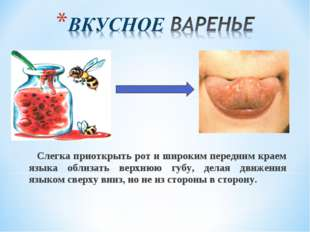 *ВКУСНОЕ ВАРЕНЬЕ
Слегка приоткрыть рот и широким передним краем
языка облизать верхнюю губу, делая движения
языком сверху вниз, но не из стороны в сторону.